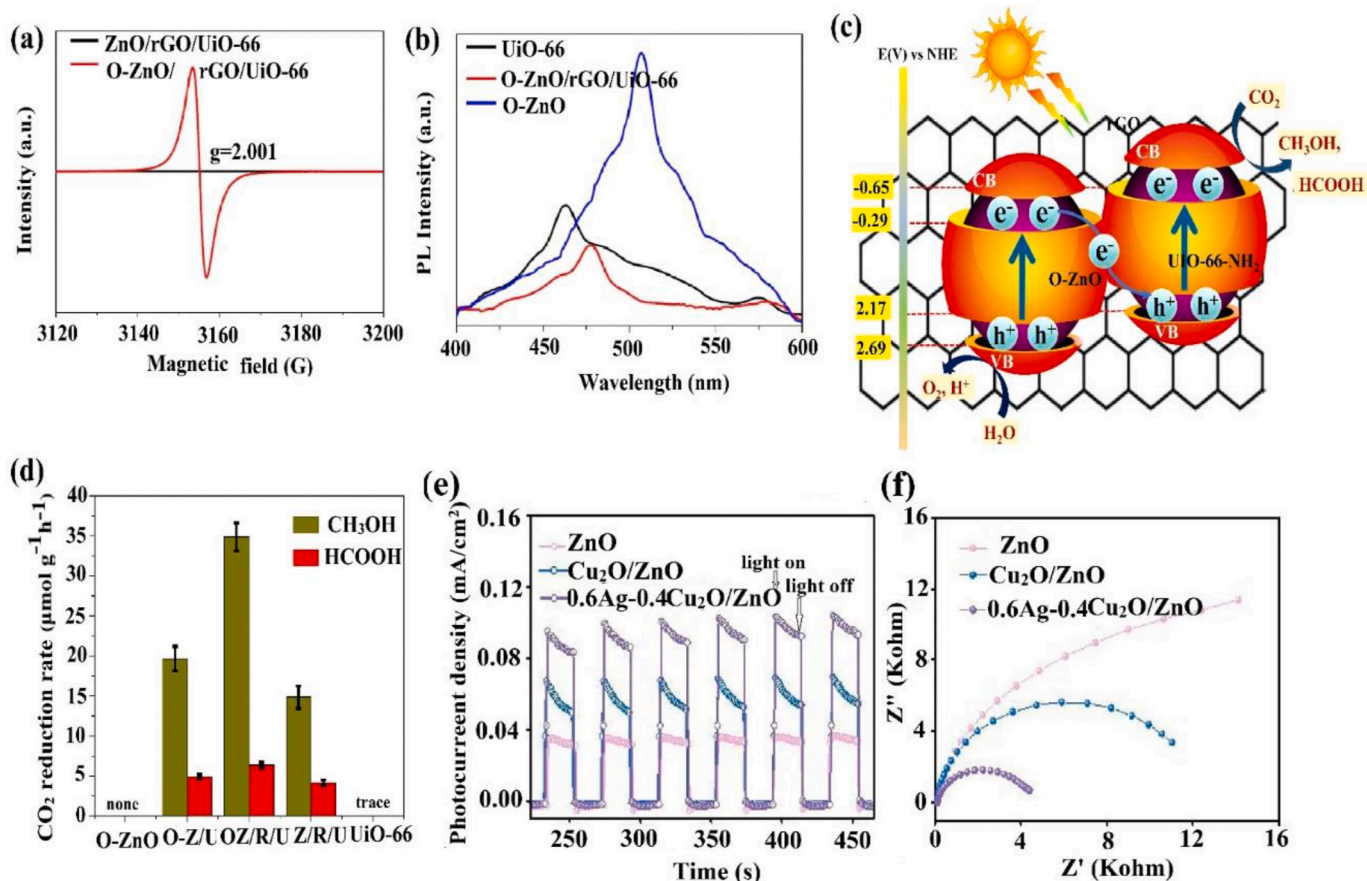 (a)
ZnO/rGO/UiO-66
O-ZnO/ rGO/UiO-66
g=2.001
Intensity (a.u.)
3120 3140 3160 3180 3200
Magnetic field (G)
(b)
UiO-66
O-ZnO/rGO/UiO-66
O-ZnO
PL Intensity (a.u.)
400 450 500 550 600
Wavelength (nm)
(c)
E(V) vs NHE
-0.65
-0.29
2.17
2.69
rGO
CO₂
CH₃OH,
HCOOH
CB
e⁻ e⁻
CB
e⁻ e⁻
e⁻
O-ZnO
UIO-66-NH₂
h⁺ h⁺
VB
h⁺ h⁺
VB
O₂, H⁺
H₂O
(d)
CH₃OH
HCOOH
CO₂ reduction rate (μmol g⁻¹h⁻¹)
40
35
30
25
20
15
10
5
0
none
trace
O-ZnO O-Z/U OZ/R/U Z/R/U UiO-66
(e)
ZnO
Cu₂O/ZnO
0.6Ag-0.4Cu₂O/ZnO
light on
light off
Photocurrent density (mA/cm²)
0.16
0.12
0.08
0.04
0.00
250 300 350 400 450
Time (s)
(f)
ZnO
Cu₂O/ZnO
0.6Ag-0.4Cu₂O/ZnO
Z'' (Kohm)
16
12
8
4
0
0 4 8 12 16
Z' (Kohm)